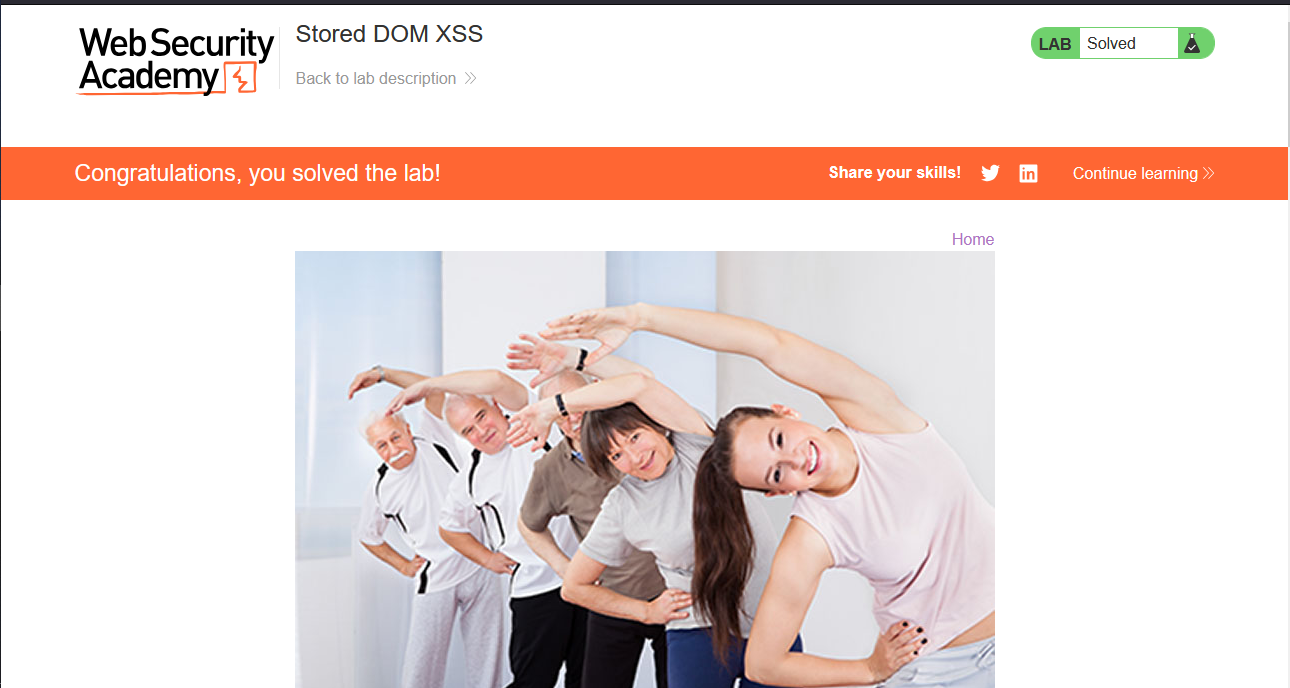 Web Security
Academy
Stored DOM XSS
Back to lab description
LAB Solved
Congratulations, you solved the lab!
Share your skills!
Continue learning
Home